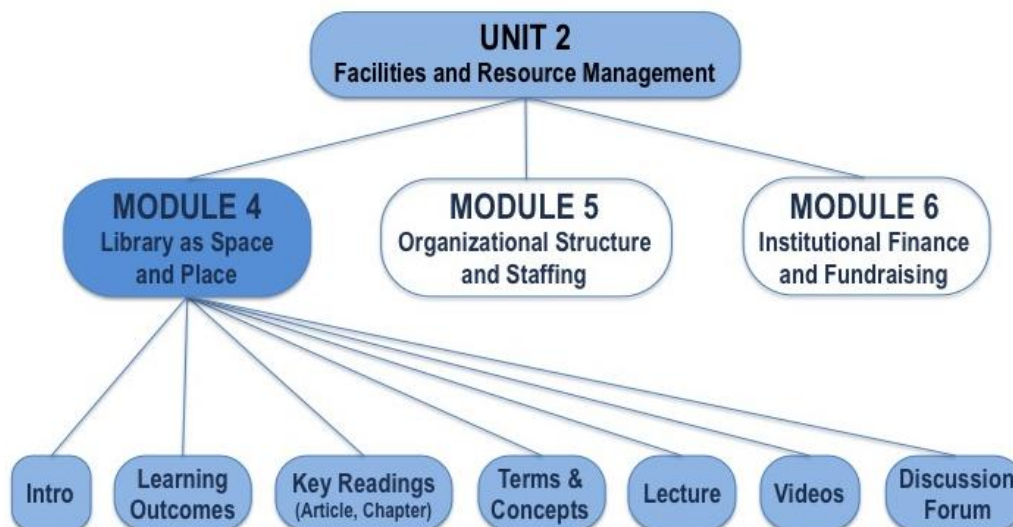 UNIT 2
Facilities and Resource Management
MODULE 4
Library as Space
and Place
MODULE 5
Organizational Structure
and Staffing
MODULE 6
Institutional Finance
and Fundraising
Intro
Learning
Outcomes
Key Readings
(Article, Chapter)
Terms &
Concepts
Lecture
Videos
Discussion
Forum